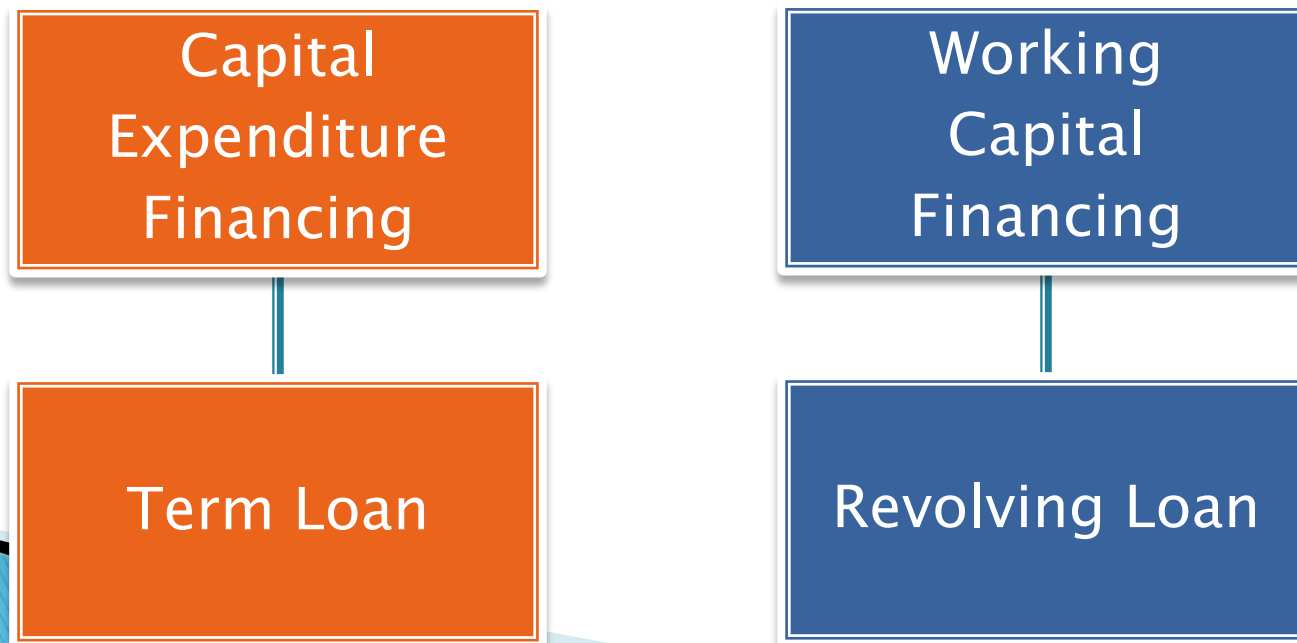 Capital
Expenditure
Financing
Working
Capital
Financing
Term Loan
Revolving Loan